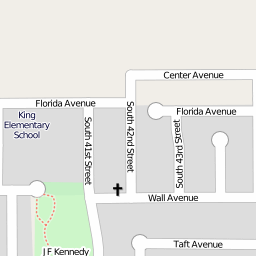 Center Avenue
Florida Avenue
Florida Avenue
King
Elementary
School
South 41st Street
South 42nd Street
South 43rd Street
Wall Avenue
Taft Avenue
J F Kennedy